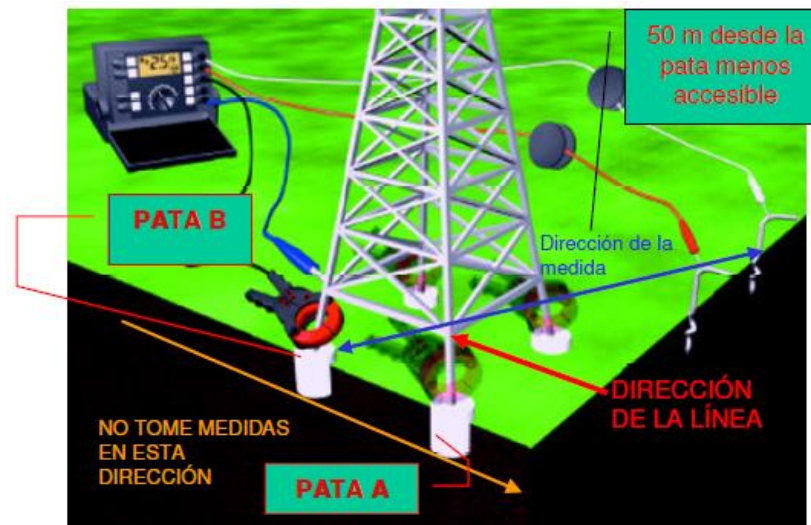 50 m desde la
pata menos
accesible
PATA B
Dirección de la
medida
DIRECCIÓN
DE LA LÍNEA
NO TOME MEDIDAS
EN ESTA
DIRECCIÓN
PATA A